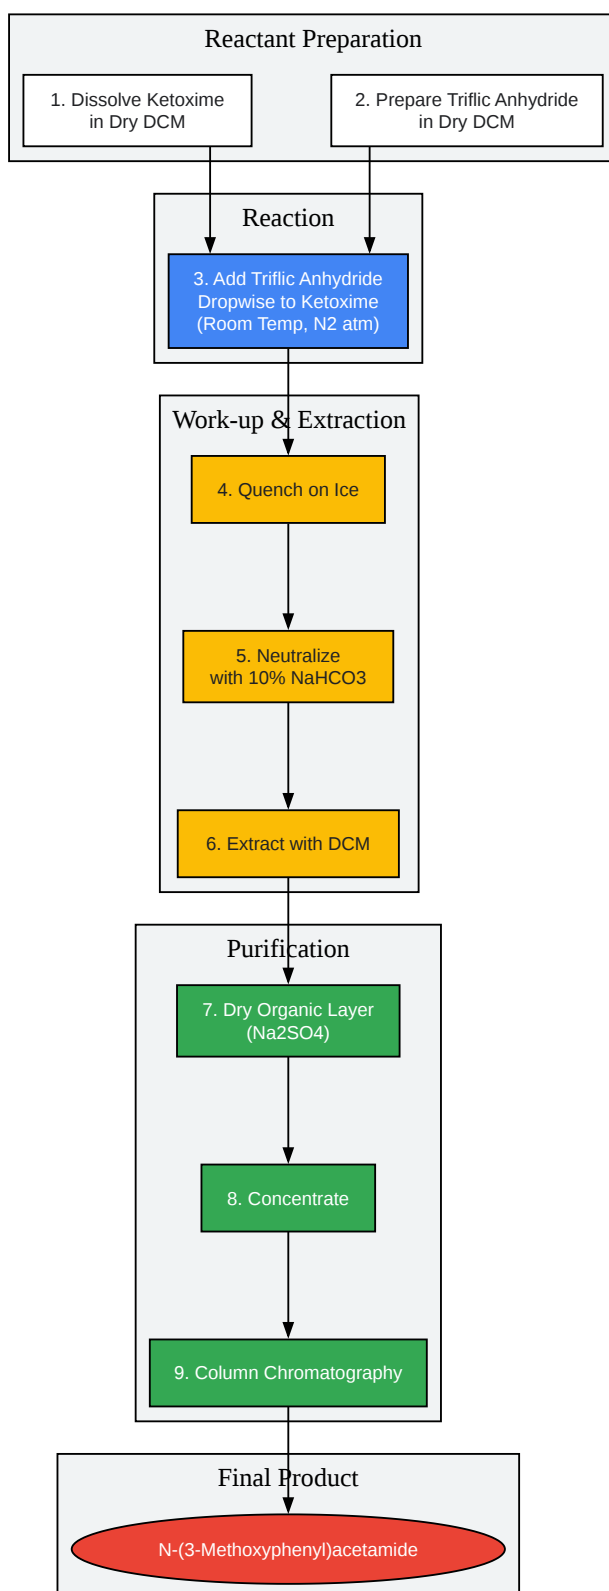 Reactant Preparation
1. Dissolve Ketoxime
in Dry DCM
2. Prepare Triflic Anhydride
in Dry DCM
Reaction
3. Add Triflic Anhydride
Dropwise to Ketoxime
(Room Temp, N2 atm)
Work-up & Extraction
4. Quench on Ice
5. Neutralize
with 10% NaHCO3
6. Extract with DCM
Purification
7. Dry Organic Layer
(Na2SO4)
8. Concentrate
9. Column Chromatography
Final Product
N-(3-Methoxyphenyl)acetamide